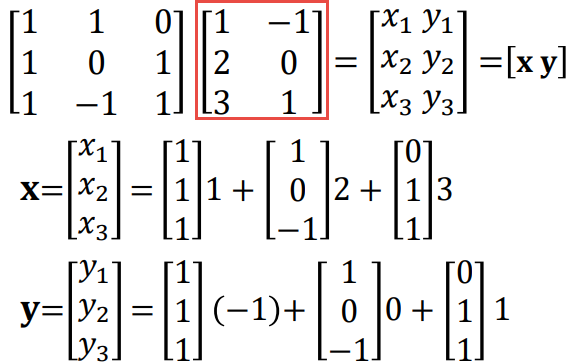 [1 1 0] [1 −1] [x₁ y₁]
[1 0 1] [2 0] = [x₂ y₂] =[x y]
[1 −1 1] [3 1] [x₃ y₃]
[x₁] [1] [1] [0]
x= [x₂] = [1] 1 + [0] 2 + [1] 3
[x₃] [1] [−1] [1]
[y₁] [1] [1] [0]
y= [y₂] = [1] (−1)+ [0] 0 + [1] 1
[y₃] [1] [−1] [1]